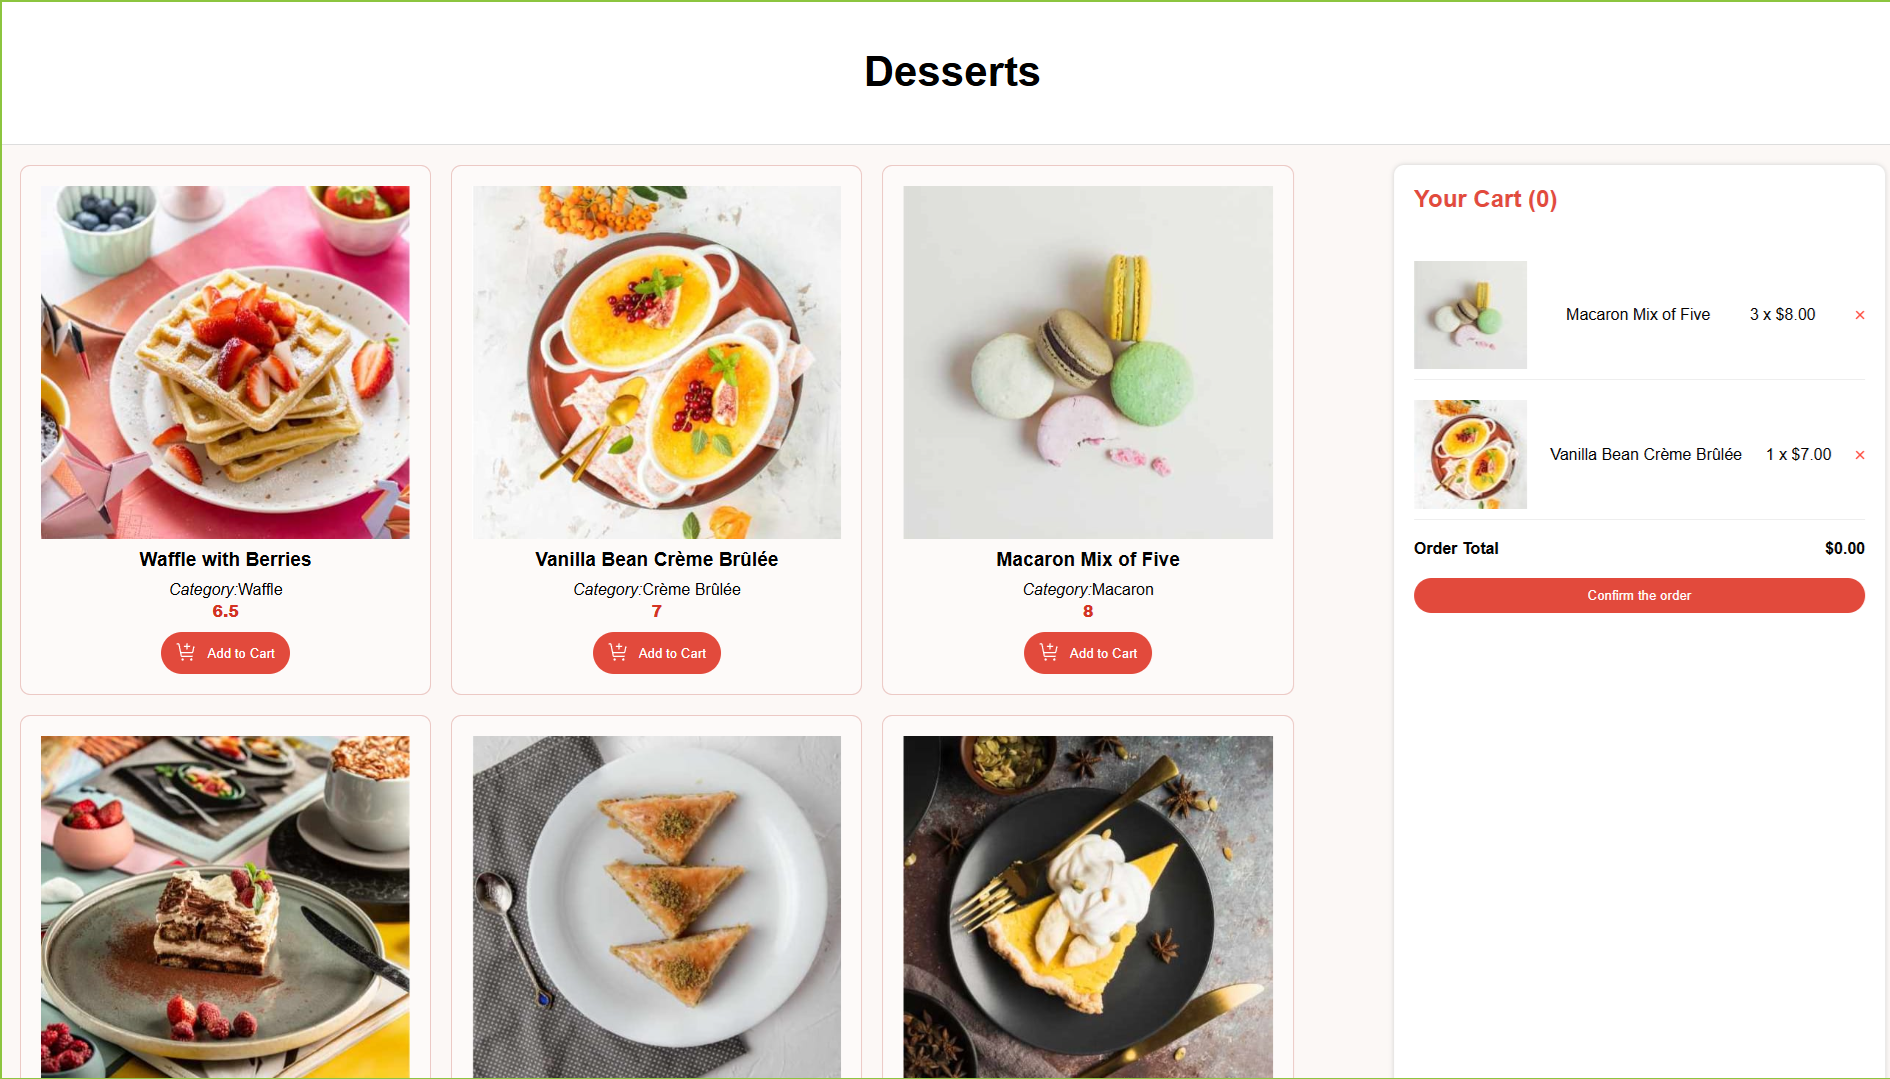 Desserts
Waffle with Berries
Category:Waffle
6.5
Add to Cart
Vanilla Bean Crème Brûlée
Category:Crème Brûlée
7
Add to Cart
Macaron Mix of Five
Category:Macaron
8
Add to Cart
Your Cart (0)
Macaron Mix of Five 3 x $8.00 ×
Vanilla Bean Crème Brûlée 1 x $7.00 ×
Order Total $0.00
Confirm the order